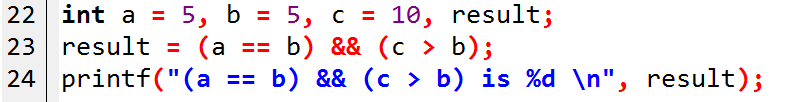 22 int a = 5, b = 5, c = 10, result;
23 result = (a == b) && (c > b);
24 printf("(a == b) && (c > b) is %d \n", result);